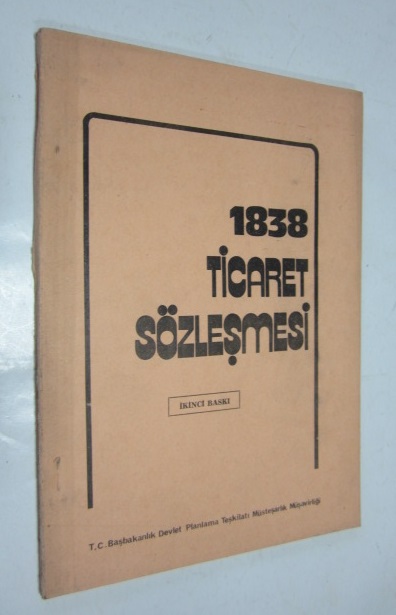 1838
TİCARET
SÖZLEŞMESİ
İKİNCİ BASKI
T.C. Başbakanlık Devlet Planlama Teşkilatı Müsteşarlık Müşavirliği